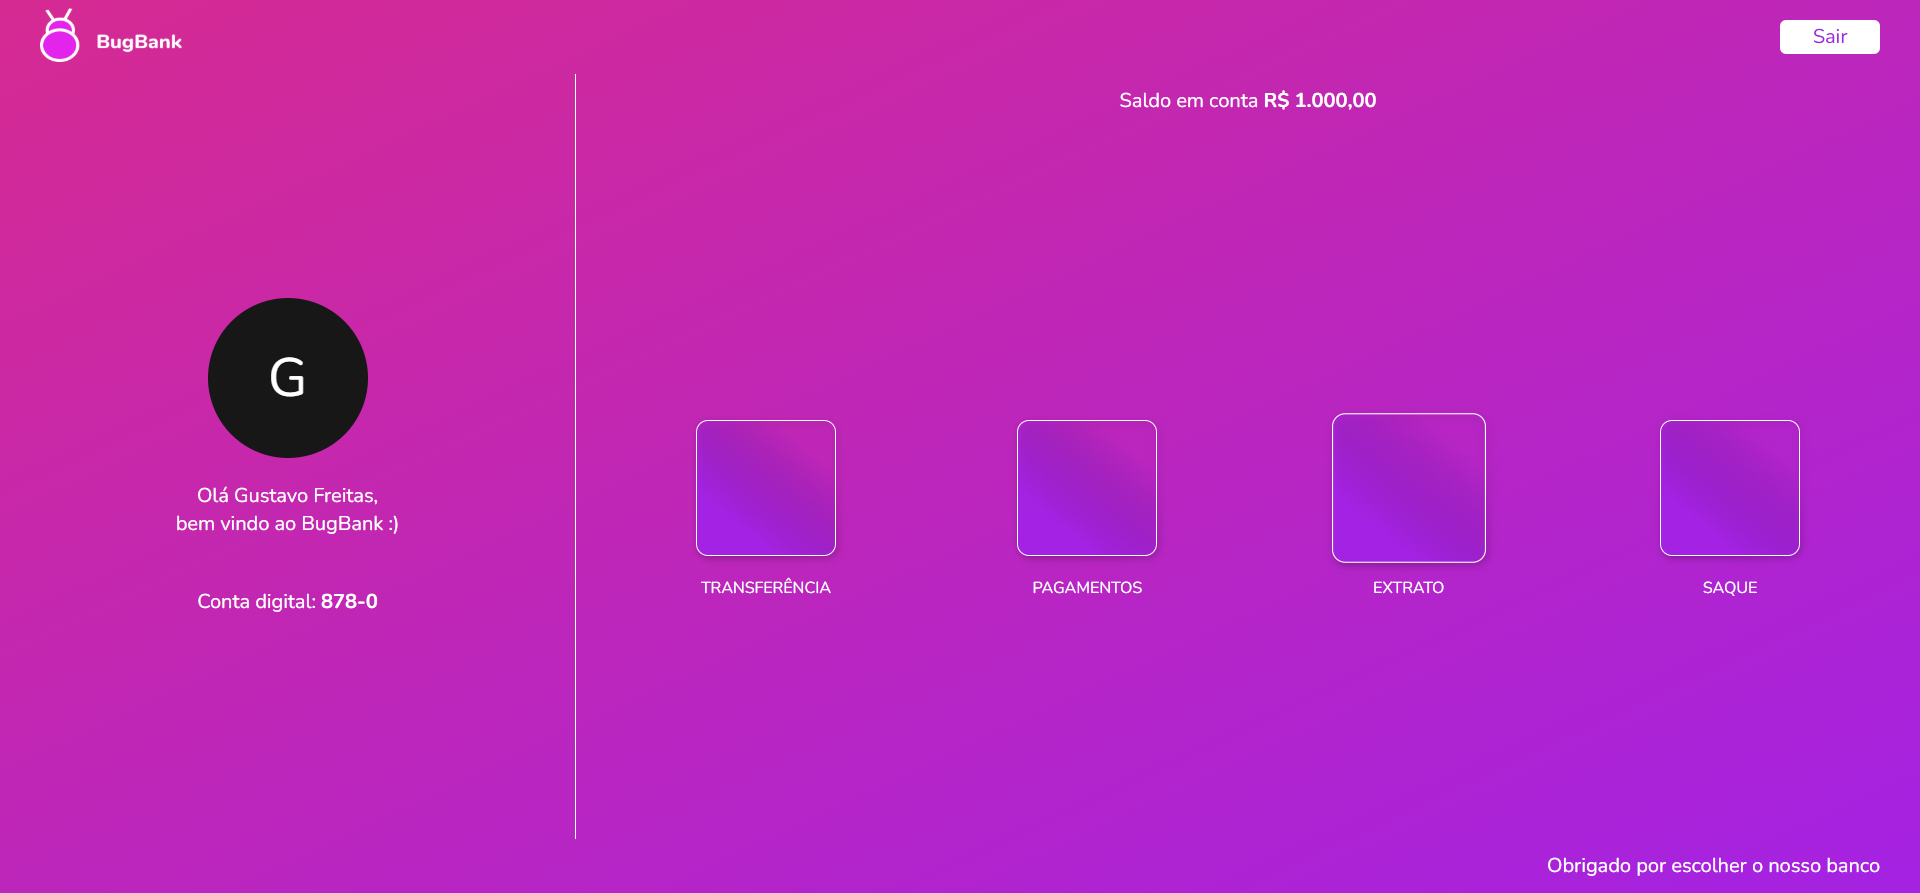 BugBank
Sair
Saldo em conta R$ 1.000,00
G
Olá Gustavo Freitas,
bem vindo ao BugBank :)
Conta digital: 878-0
TRANSFERÊNCIA
PAGAMENTOS
EXTRATO
SAQUE
Obrigado por escolher o nosso banco